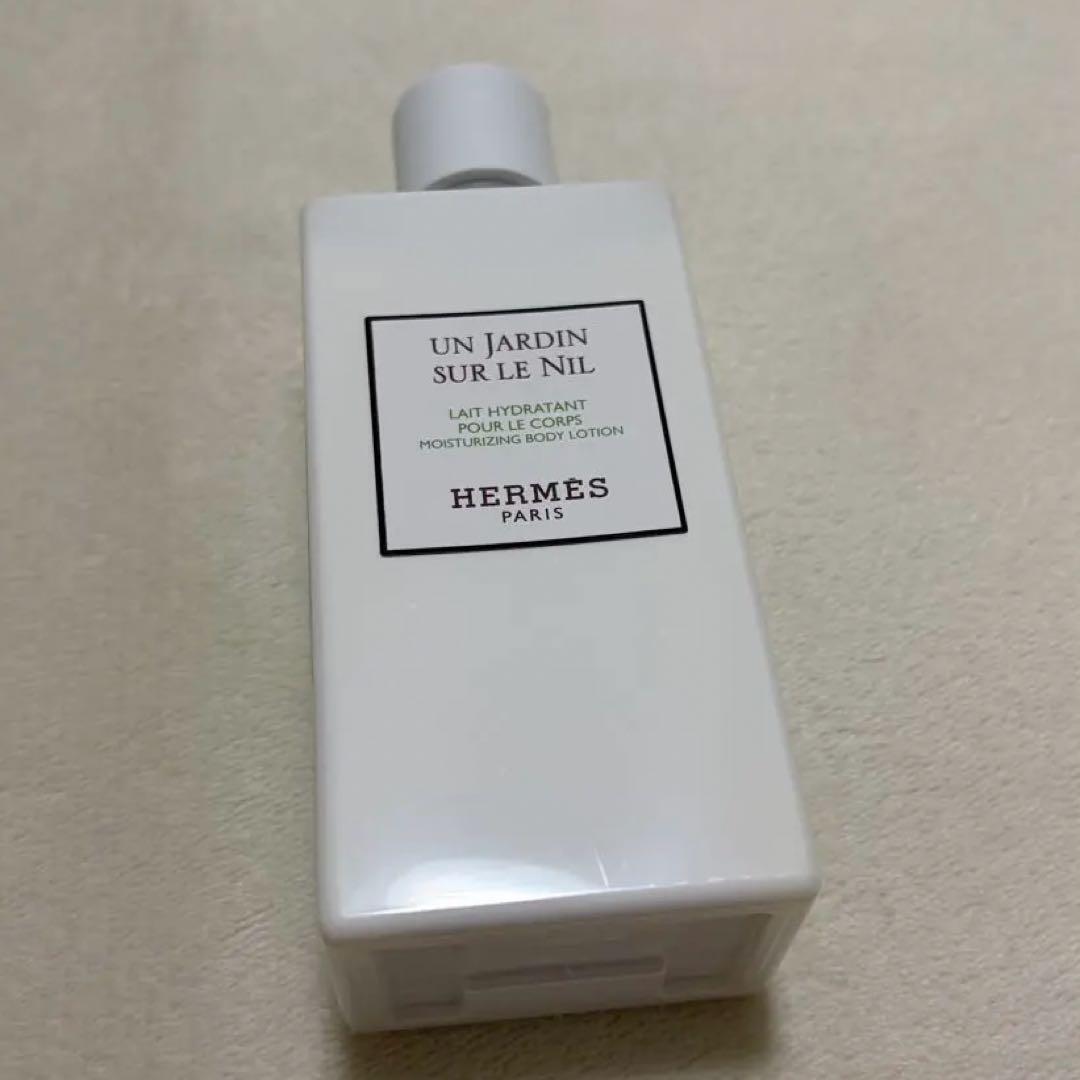 UN JARDIN
SUR LE NIL
LAIT HYDRATANT
POUR LE CORPS
MOISTURIZING BODY LOTION
HERMÈS
PARIS